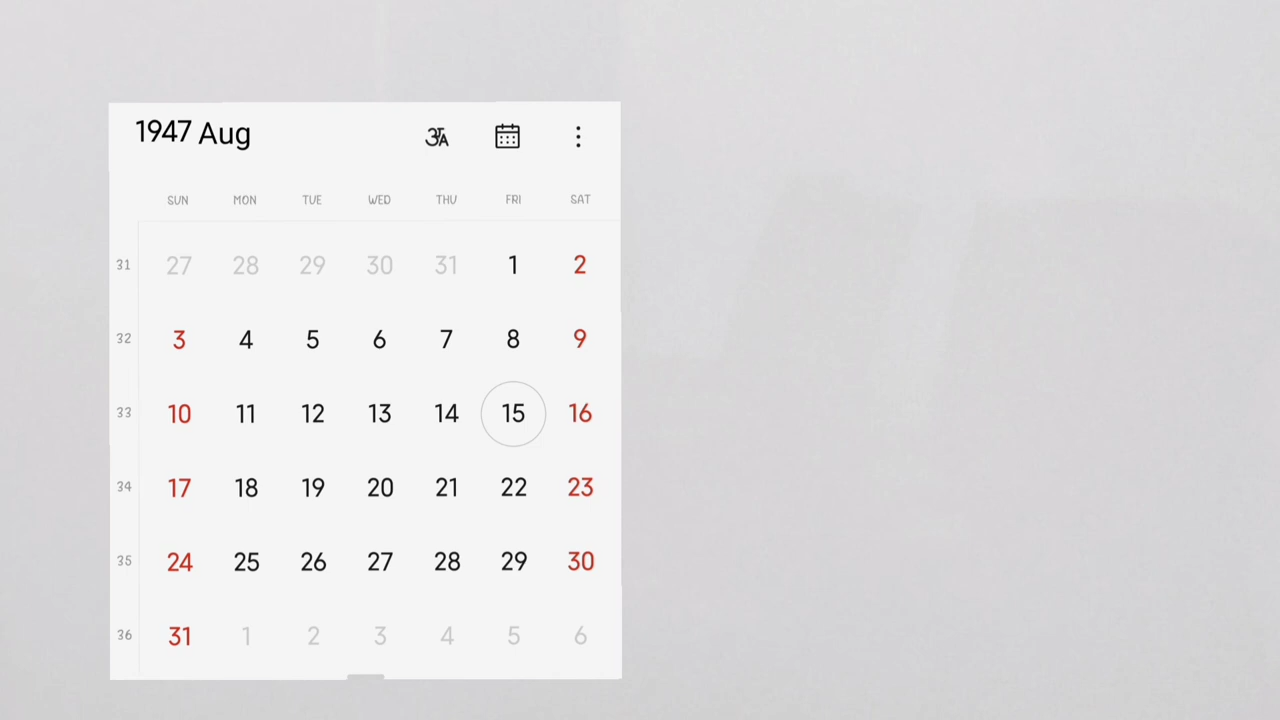 1947 Aug
SUN MON TUE WED THU FRI SAT
31 27 28 29 30 31 1 2
32 3 4 5 6 7 8 9
33 10 11 12 13 14 15 16
34 17 18 19 20 21 22 23
35 24 25 26 27 28 29 30
36 31 1 2 3 4 5 6